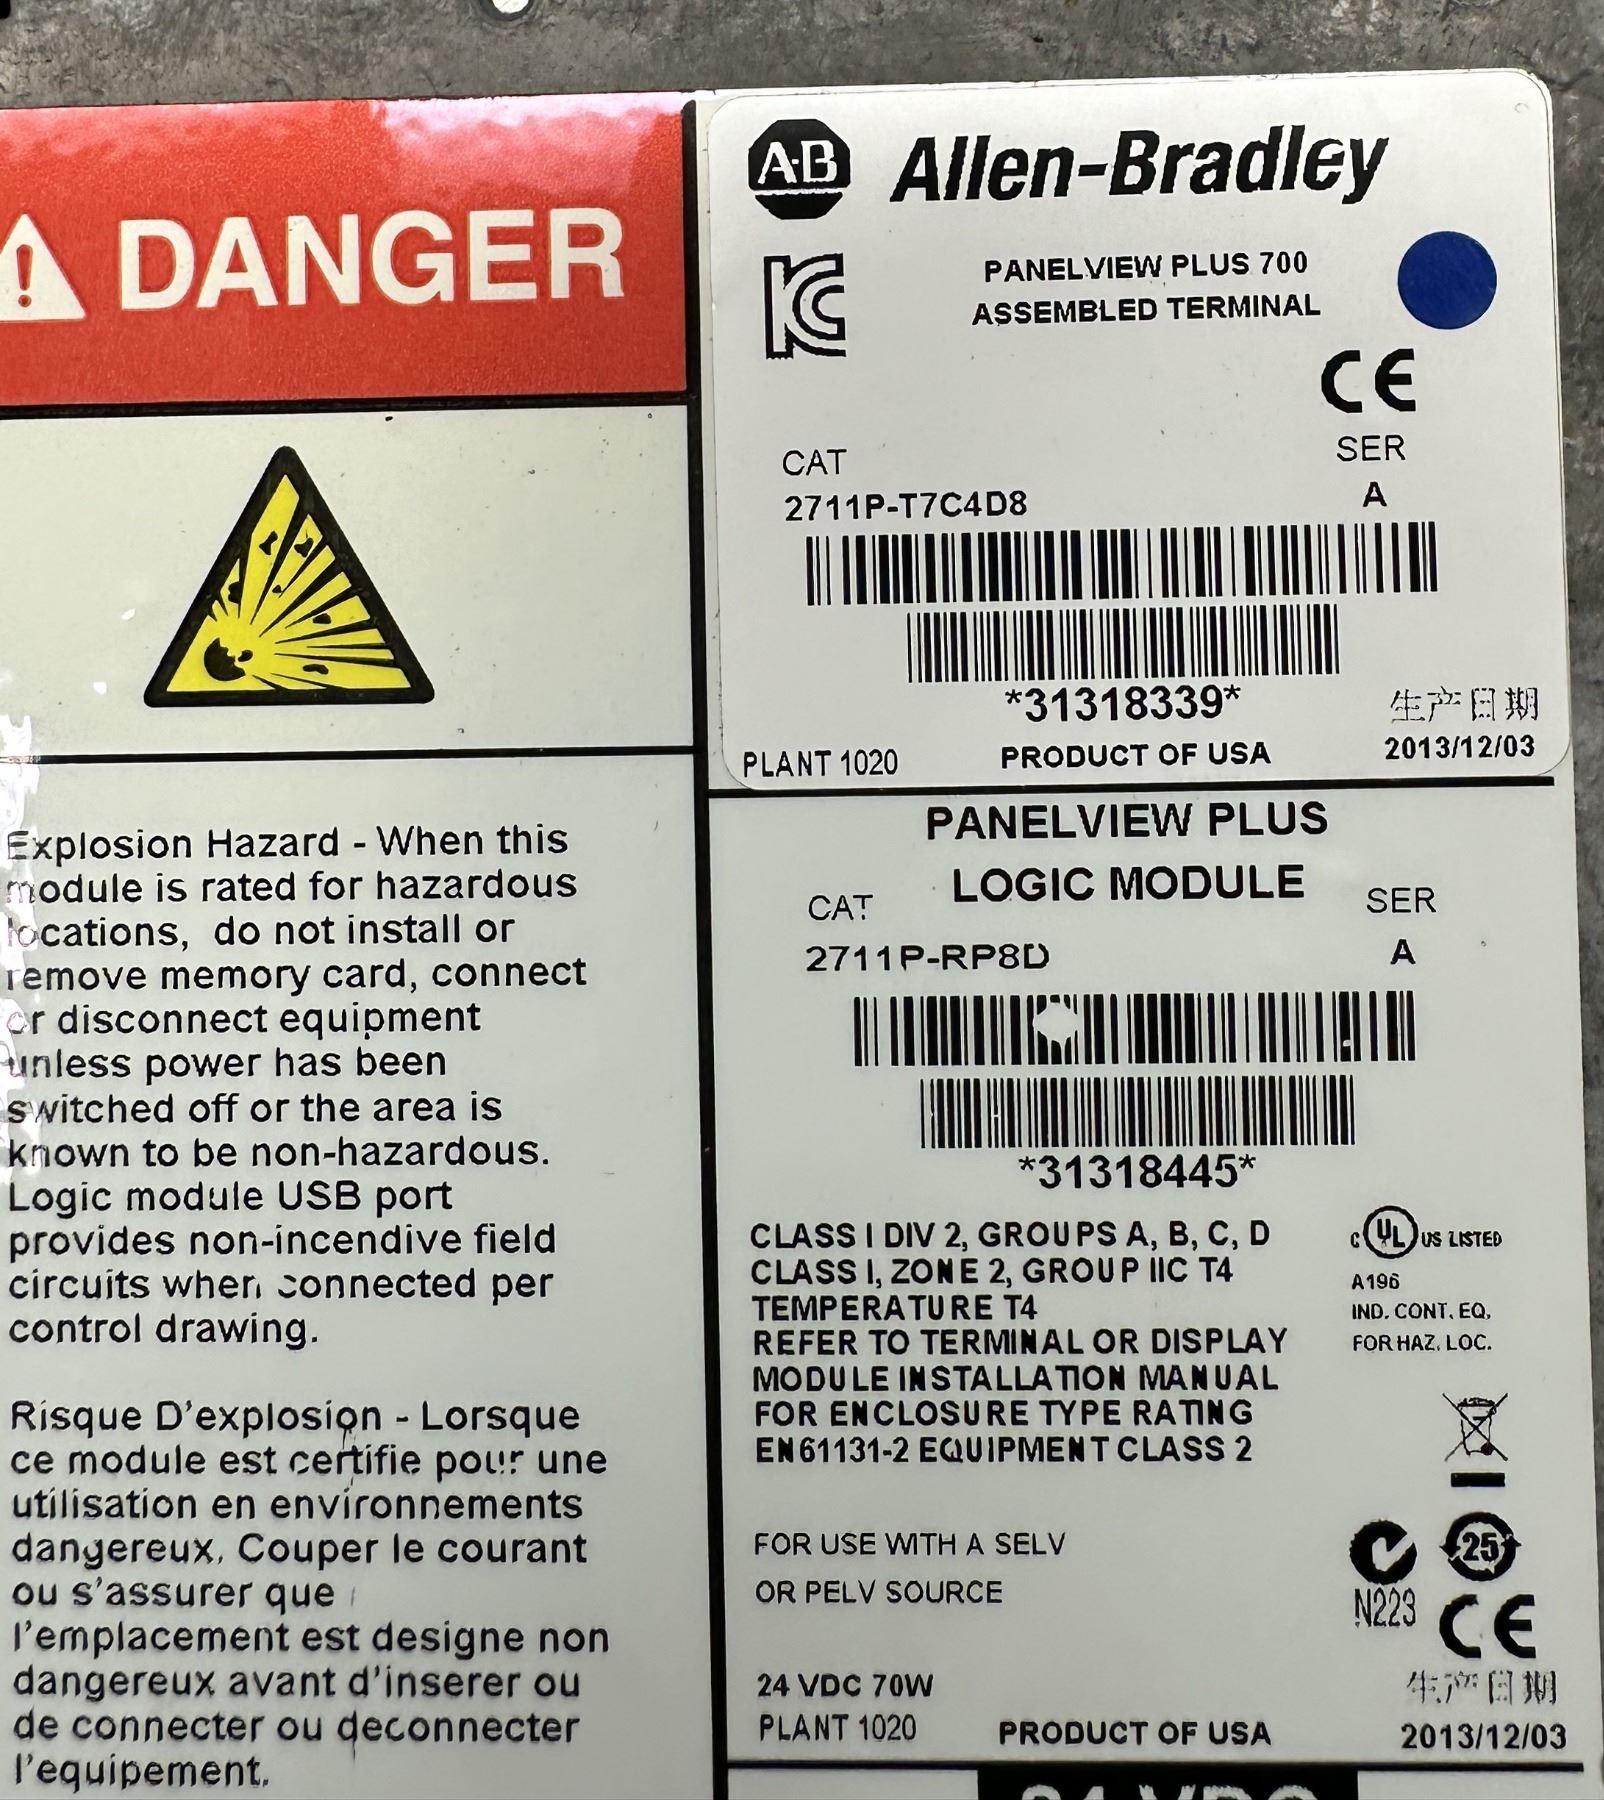 DANGER
Explosion Hazard - When this
module is rated for hazardous
locations, do not install or
remove memory card, connect
or disconnect equipment
unless power has been
switched off or the area is
known to be non-hazardous.
Logic module USB port
provides non-incendive field
circuits when connected per
control drawing.
Risque D'explosion - Lorsque
ce module est certifie pour une
utilisation en environnements
dangereux. Couper le courant
ou s'assurer que
l'emplacement est designe non
dangereux avant d'inserer ou
de connecter ou deconnecter
l'equipement.
A-B Allen-Bradley
PANELVIEW PLUS 700
ASSEMBLED TERMINAL
CE
CAT SER
2711P-T7C4D8 A
*31318339*
生产日期
PLANT 1020 PRODUCT OF USA 2013/12/03
PANELVIEW PLUS
LOGIC MODULE
CAT SER
2711P-RP8D A
*31318445*
CLASS I DIV 2, GROUPS A, B, C, D
CLASS I, ZONE 2, GROUP IIC T4
TEMPERATURE T4
REFER TO TERMINAL OR DISPLAY
MODULE INSTALLATION MANUAL
FOR ENCLOSURE TYPE RATING
EN61131-2 EQUIPMENT CLASS 2
C UL US LISTED
A196
IND. CONT. EQ.
FOR HAZ. LOC.
FOR USE WITH A SELV
OR PELV SOURCE
25
N223
CE
24 VDC 70W
生产日期
PLANT 1020 PRODUCT OF USA 2013/12/03
24 VDC